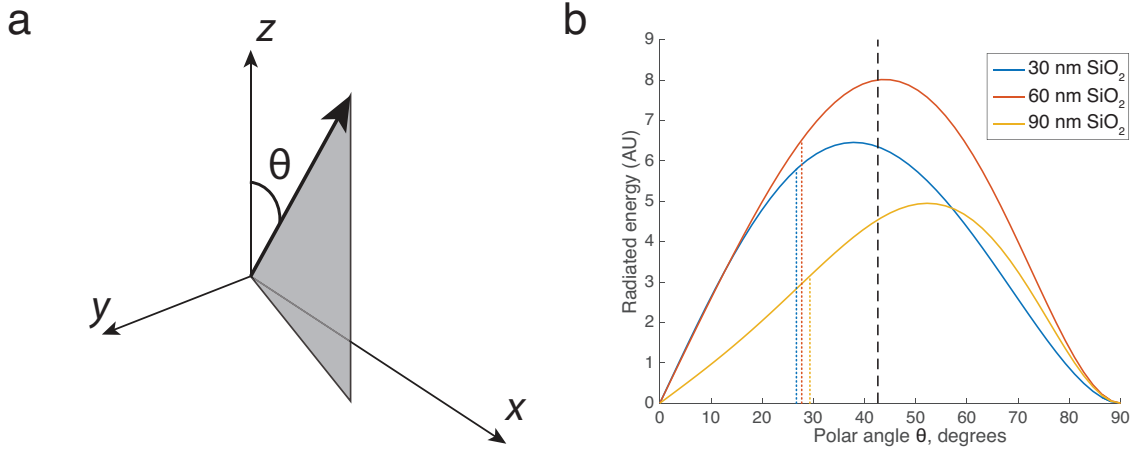 a
z
θ
y
x
b
Radiated energy (AU)
9
8
7
6
5
4
3
2
1
0
30 nm SiO₂
60 nm SiO₂
90 nm SiO₂
0 10 20 30 40 50 60 70 80 90
Polar angle θ, degrees